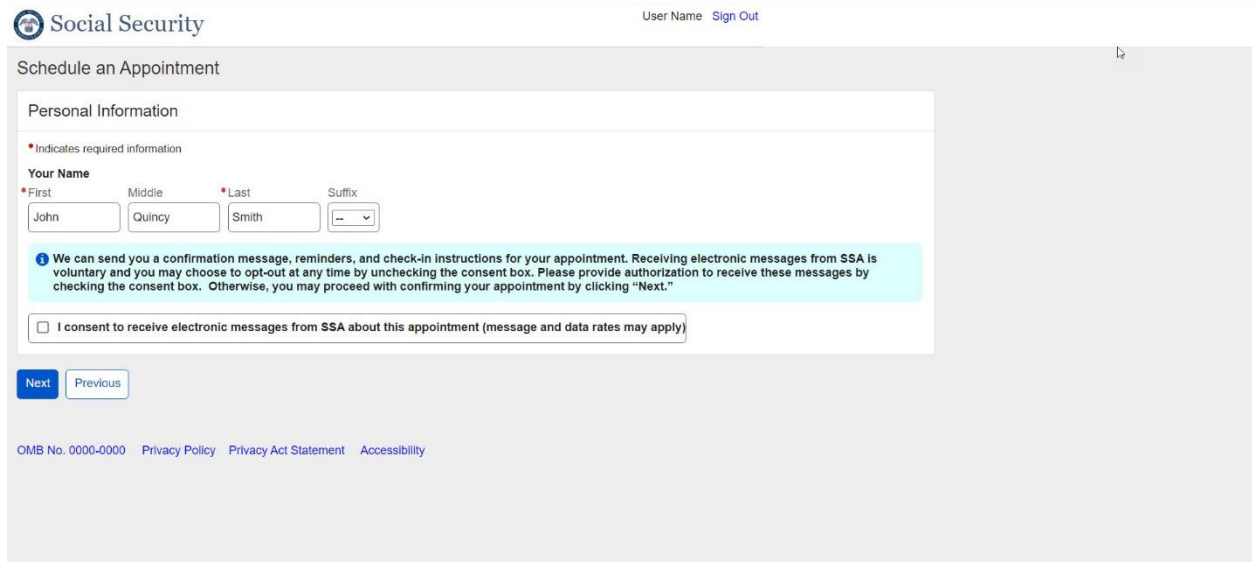 Social Security
User Name Sign Out
Schedule an Appointment
Personal Information
*Indicates required information
Your Name
*First Middle *Last Suffix
John Quincy Smith --
We can send you a confirmation message, reminders, and check-in instructions for your appointment. Receiving electronic messages from SSA is
voluntary and you may choose to opt-out at any time by unchecking the consent box. Please provide authorization to receive these messages by
checking the consent box. Otherwise, you may proceed with confirming your appointment by clicking “Next.”
I consent to receive electronic messages from SSA about this appointment (message and data rates may apply)
Next Previous
OMB No. 0000-0000 Privacy Policy Privacy Act Statement Accessibility